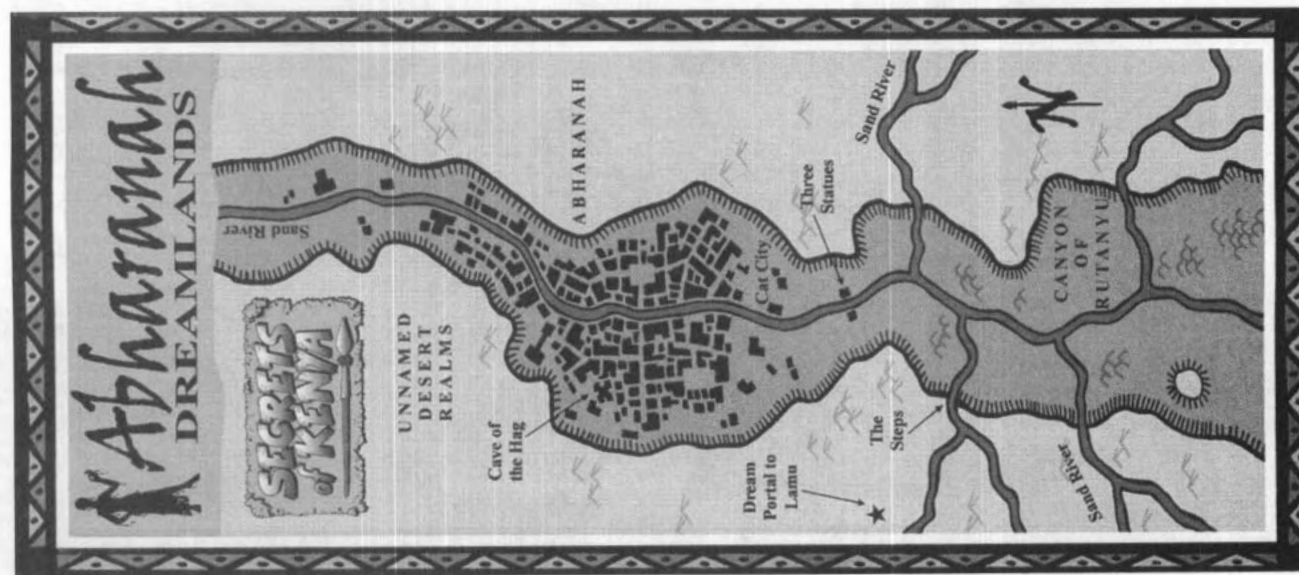 Abharanah
DREAMLANDS
SECRETS
of KENYA
Sand River
UNNAMED
DESERT
REALMS
ABHARANAH
Cave of
the Hag
Cat City
Three
Statues
Dream
Portal to
Lamu
The
Steps
Sand River
N
CANYON
OF
RUTANYU
Sand River